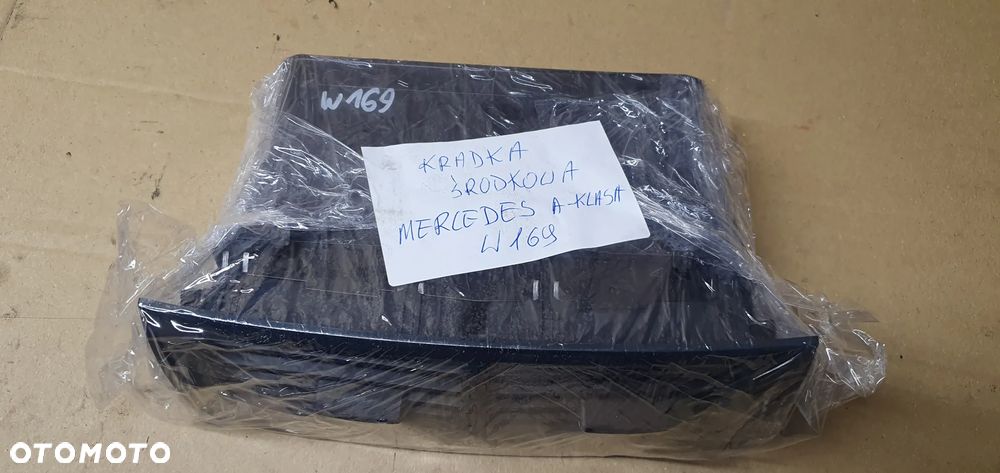 W169
KRADKA
ŚRODKOWA
MERCEDES A-KLASA
W169
OTOMOTO